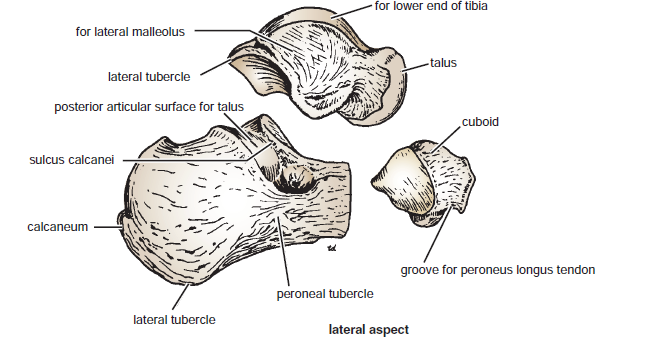 for lower end of tibia
for lateral malleolus
talus
lateral tubercle
posterior articular surface for talus
cuboid
sulcus calcanei
calcaneum
groove for peroneus longus tendon
peroneal tubercle
lateral tubercle
lateral aspect